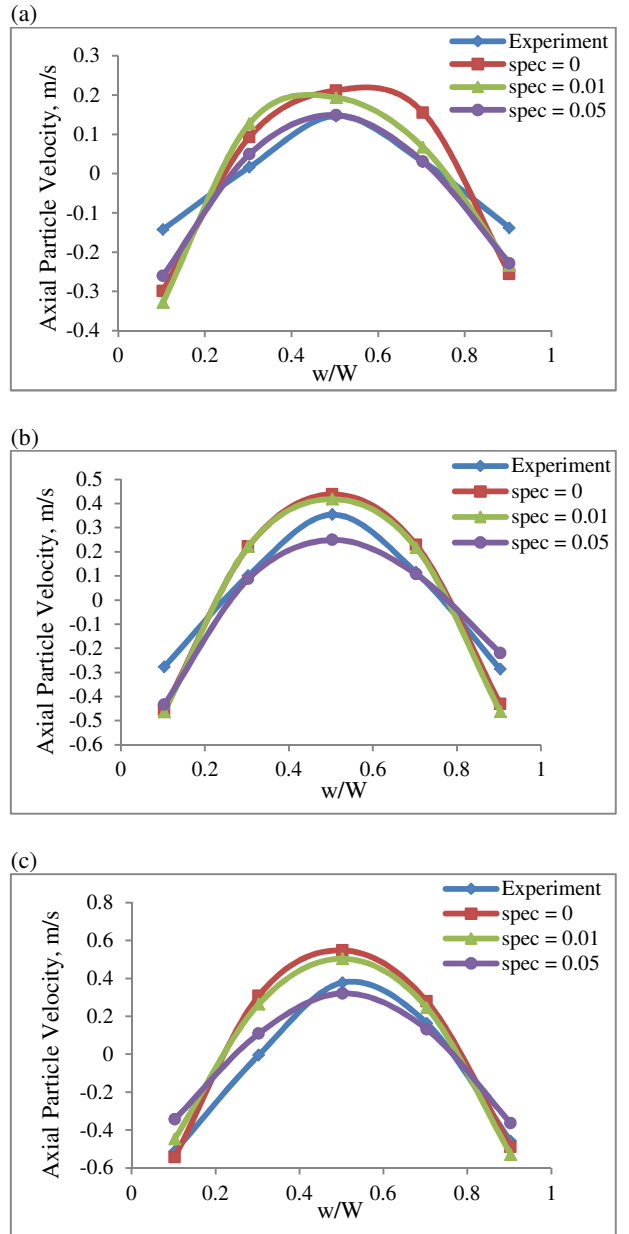 (a)
Axial Particle Velocity, m/s
0.3
0.2
0.1
0
-0.1
-0.2
-0.3
-0.4
0
0.2
0.4
0.6
0.8
1
w/W
Experiment
spec = 0
spec = 0.01
spec = 0.05
(b)
Axial Particle Velocity, m/s
0.5
0.4
0.3
0.2
0.1
0
-0.1
-0.2
-0.3
-0.4
-0.5
-0.6
0
0.2
0.4
0.6
0.8
1
w/W
Experiment
spec = 0
spec = 0.01
spec = 0.05
(c)
Axial Particle Velocity, m/s
0.8
0.6
0.4
0.2
0
-0.2
-0.4
-0.6
0
0.2
0.4
0.6
0.8
1
w/W
Experiment
spec = 0
spec = 0.01
spec = 0.05